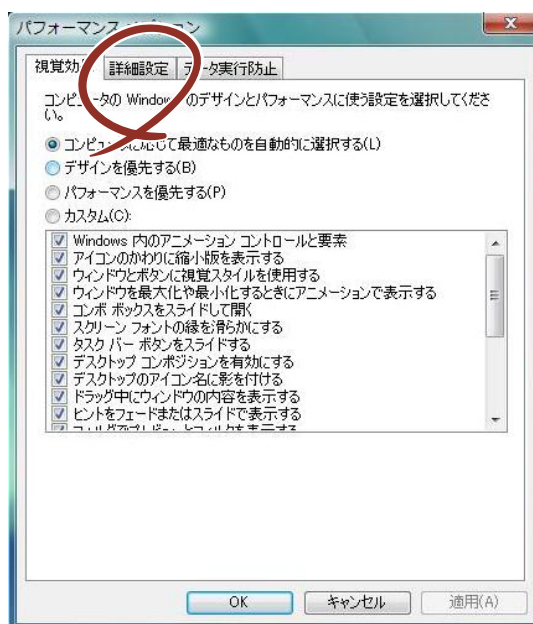 パフォーマンス
視覚効 詳細設定 データ実行防止
コンピュータの Windows のデザインとパフォーマンスに使う設定を選択してくださ
い。
コンピュータに応じて最適なものを自動的に選択する(L)
デザインを優先する(B)
パフォーマンスを優先する(P)
カスタム(C):
Windows 内のアニメーション コントロールと要素
アイコンのかわりに縮小版を表示する
ウィンドウとボタンに視覚スタイルを使用する
ウィンドウを最大化や最小化するときにアニメーションで表示する
コンボ ボックスをスライドして開く
スクリーン フォントの縁を滑らかにする
タスク バー ボタンをスライドする
デスクトップ コンポジションを有効にする
デスクトップのアイコン名に影を付ける
ドラッグ中にウィンドウの内容を表示する
ヒントをフェードまたはスライドで表示する
OK キャンセル 適用(A)